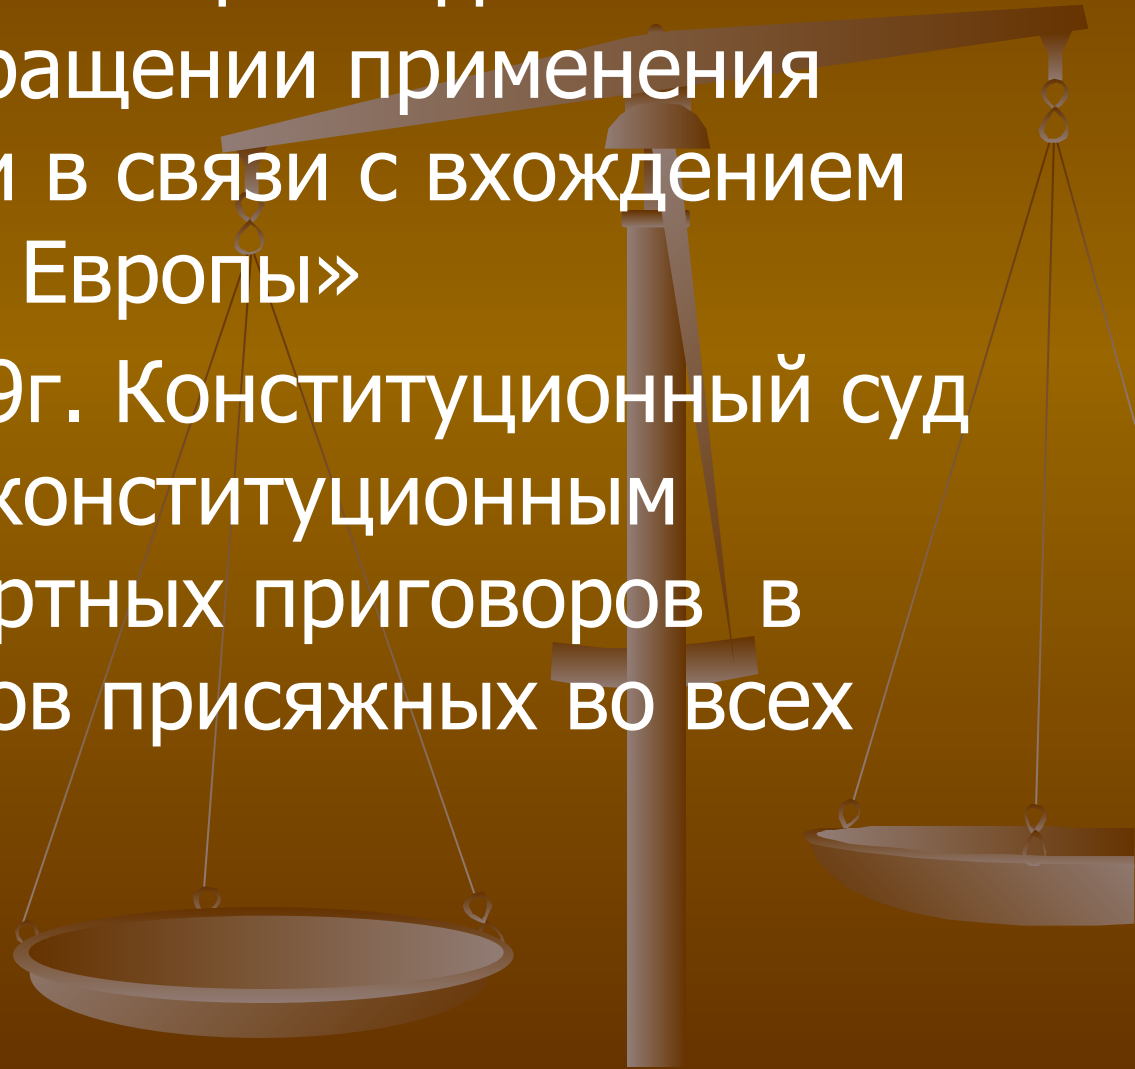 ращении применения
и в связи с вхождением
Европы»
9г. Конституционный суд
конституционным
ртных приговоров в
ов присяжных во всех